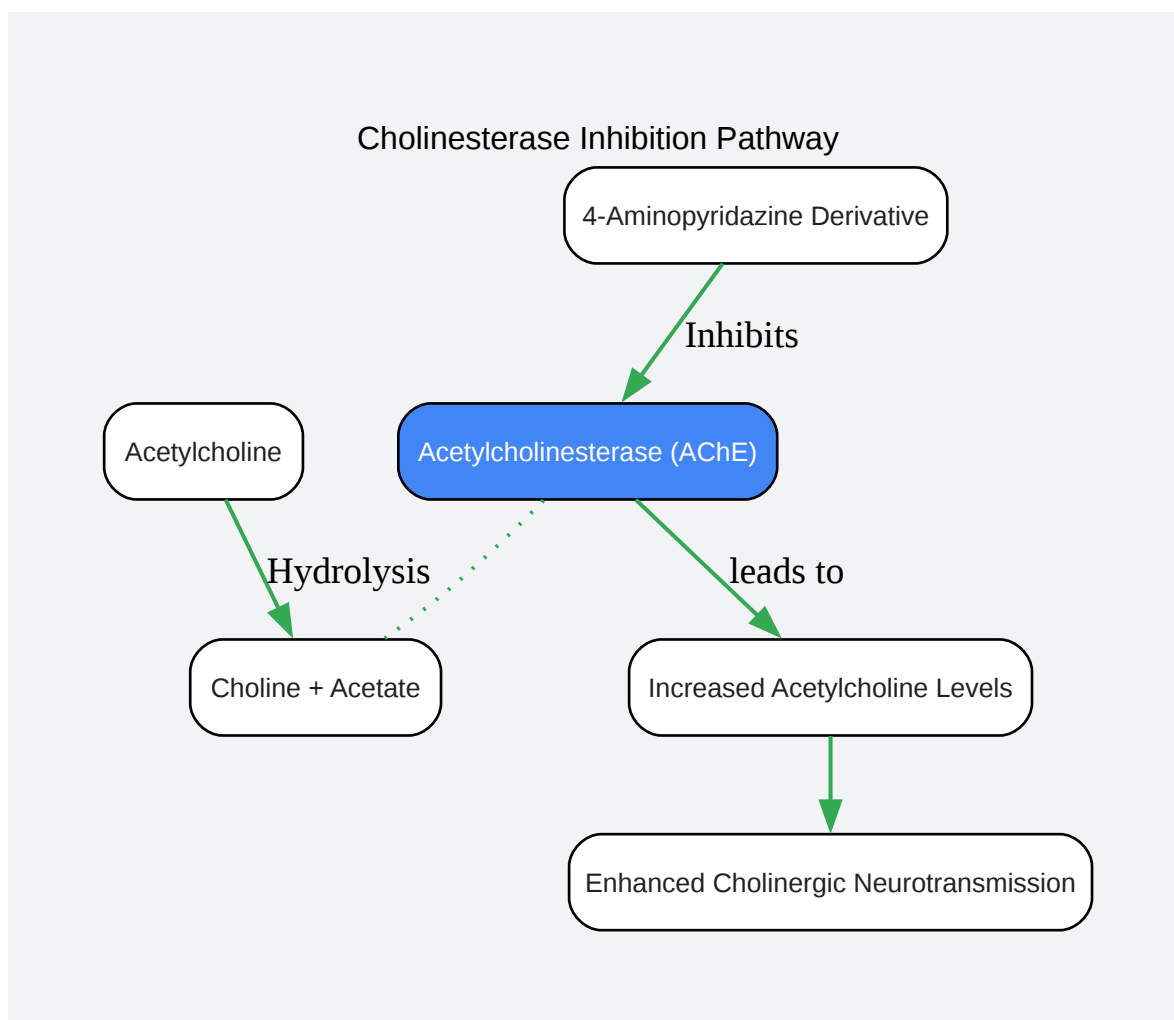 Cholinesterase Inhibition Pathway
4-Aminopyridazine Derivative
Inhibits
Acetylcholine
Acetylcholinesterase (AChE)
Hydrolysis
leads to
Choline + Acetate
Increased Acetylcholine Levels
Enhanced Cholinergic Neurotransmission